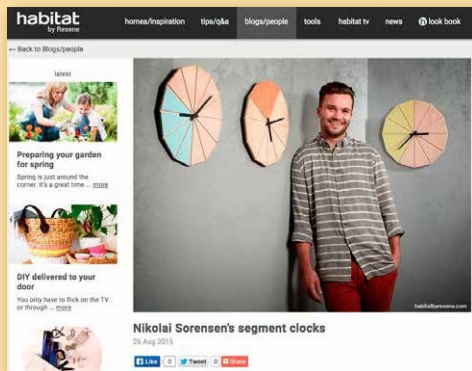 habitat
by Resene
homes/inspiration
tips/q&a
blogs/people
tools
habitat tv
news
h look book
← Back to Blogs/people
latest
Preparing your garden
for spring
Spring is just around the
corner. It's a great time ... more
DIY delivered to your
door
You only have to flick on the TV
or through ... more
habitatbyresene.com
Nikolai Sorensen's segment clocks
26 Aug 2015
Like 0 Tweet 0 Share